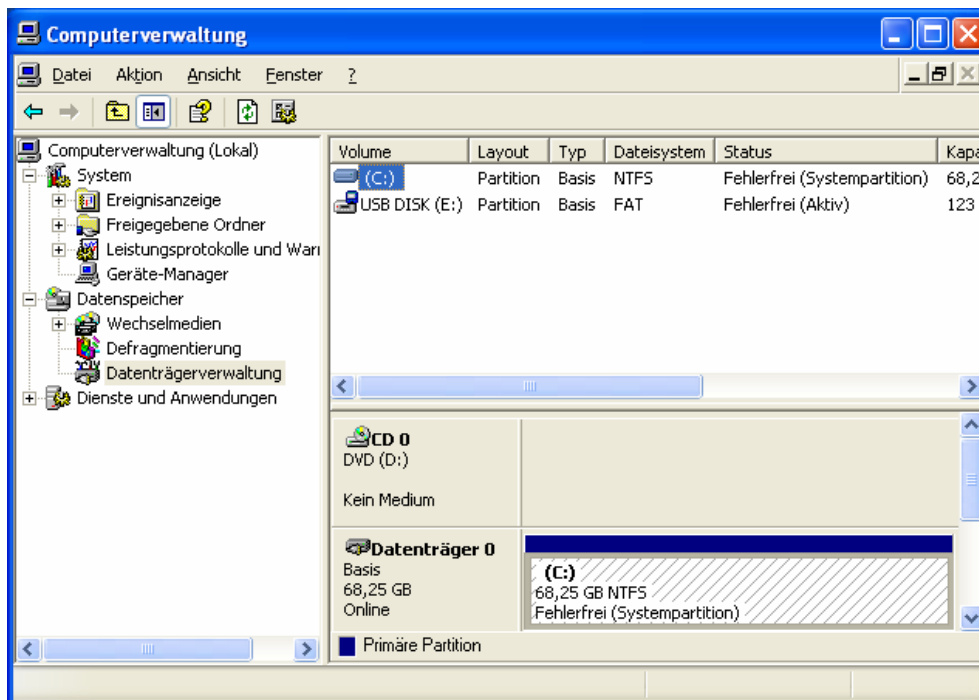 Computerverwaltung
Datei Aktion Ansicht Fenster ?
Computerverwaltung (Lokal)
System
Ereignisanzeige
Freigegebene Ordner
Leistungsprotokolle und Warn
Geräte-Manager
Datenspeicher
Wechselmedien
Defragmentierung
Datenträgerverwaltung
Dienste und Anwendungen
Volume Layout Typ Dateisystem Status Kapa
(C:) Partition Basis NTFS Fehlerfrei (Systempartition) 68,2
USB DISK (E:) Partition Basis FAT Fehlerfrei (Aktiv) 123
CD 0
DVD (D:)
Kein Medium
Datenträger 0
Basis
68,25 GB
Online
(C:)
68,25 GB NTFS
Fehlerfrei (Systempartition)
Primäre Partition